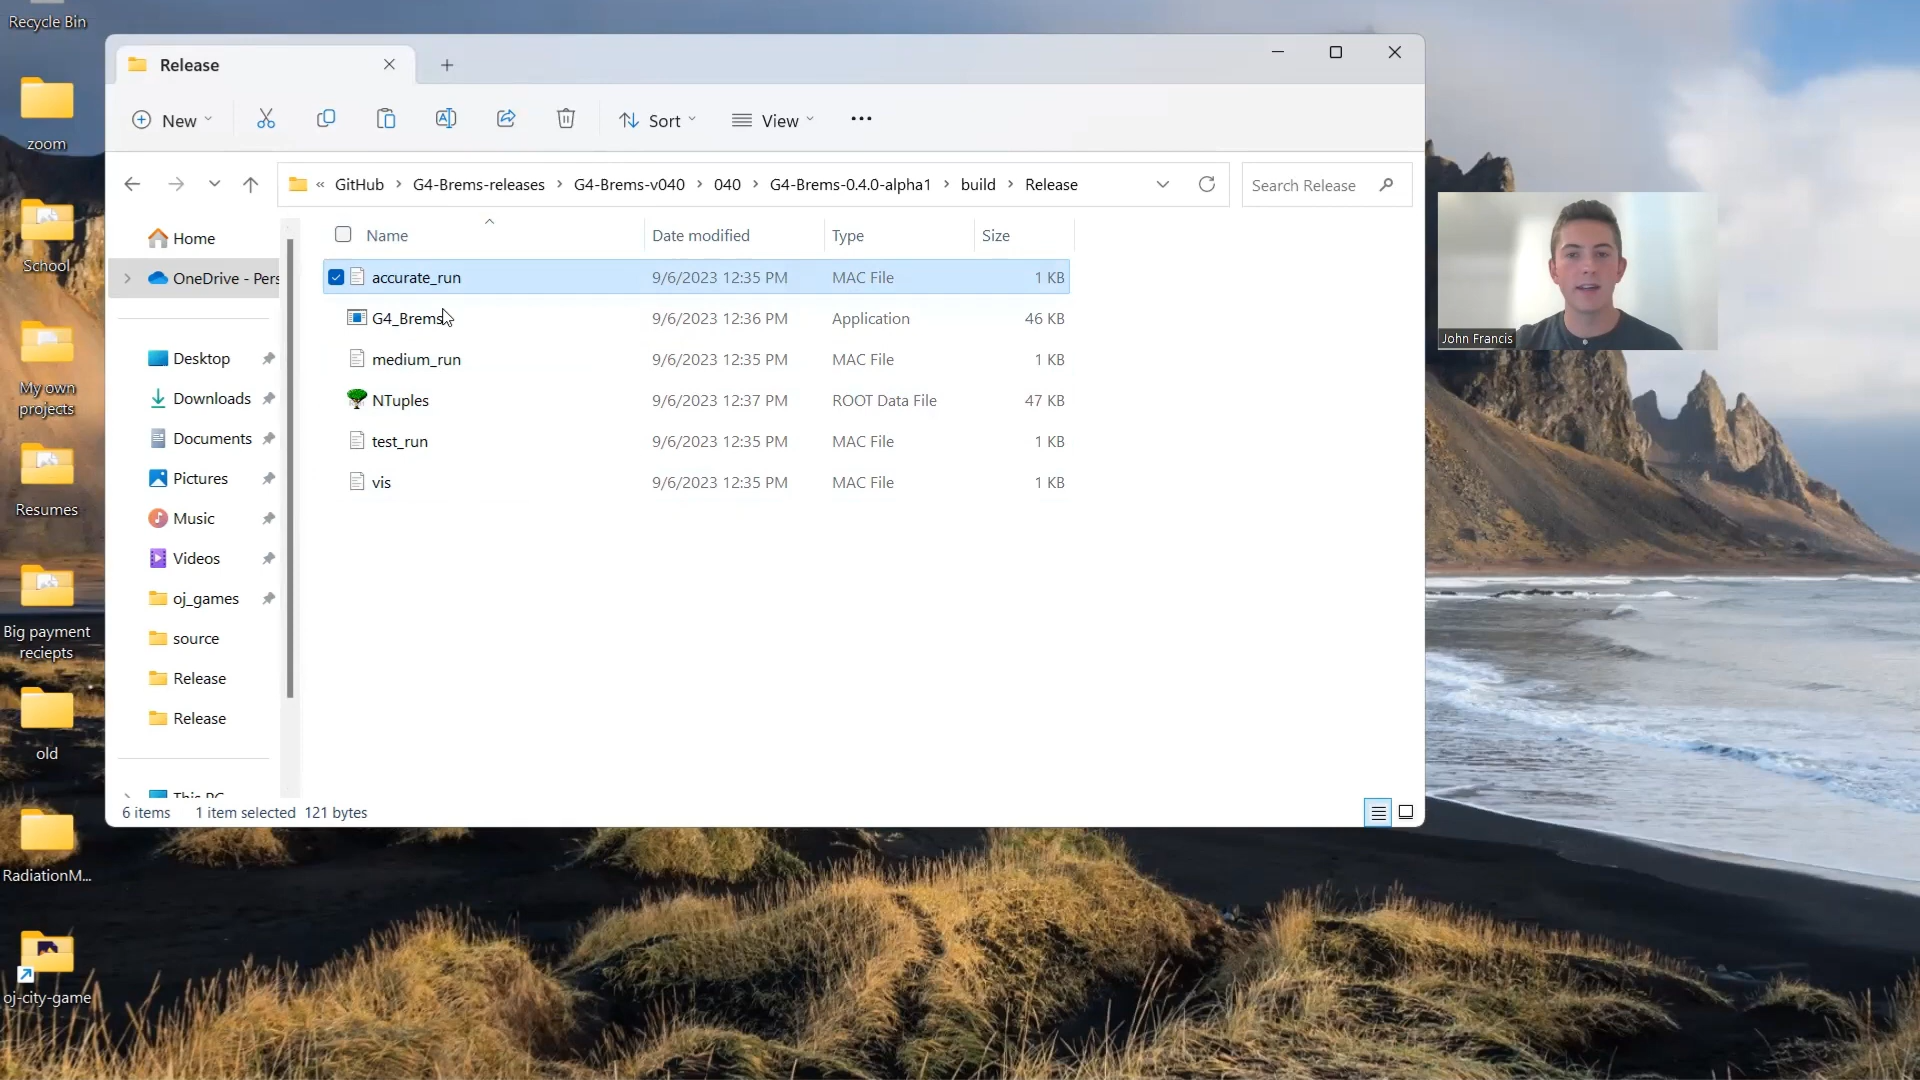 Recycle Bin
zoom
School
My own
projects
Resumes
Big payment
reciepts
old
RadiationM...
oj-city-game
Release
New
Sort
View
« GitHub > G4-Brems-releases > G4-Brems-v040 > 040 > G4-Brems-0.4.0-alpha1 > build > Release
Search Release
Home
OneDrive - Pers
Desktop
Downloads
Documents
Pictures
Music
Videos
oj_games
source
Release
Release
This PC
Name Date modified Type Size
accurate_run 9/6/2023 12:35 PM MAC File 1 KB
G4_Brems 9/6/2023 12:36 PM Application 46 KB
medium_run 9/6/2023 12:35 PM MAC File 1 KB
NTuples 9/6/2023 12:37 PM ROOT Data File 47 KB
test_run 9/6/2023 12:35 PM MAC File 1 KB
vis 9/6/2023 12:35 PM MAC File 1 KB
6 items 1 item selected 121 bytes
John Francis